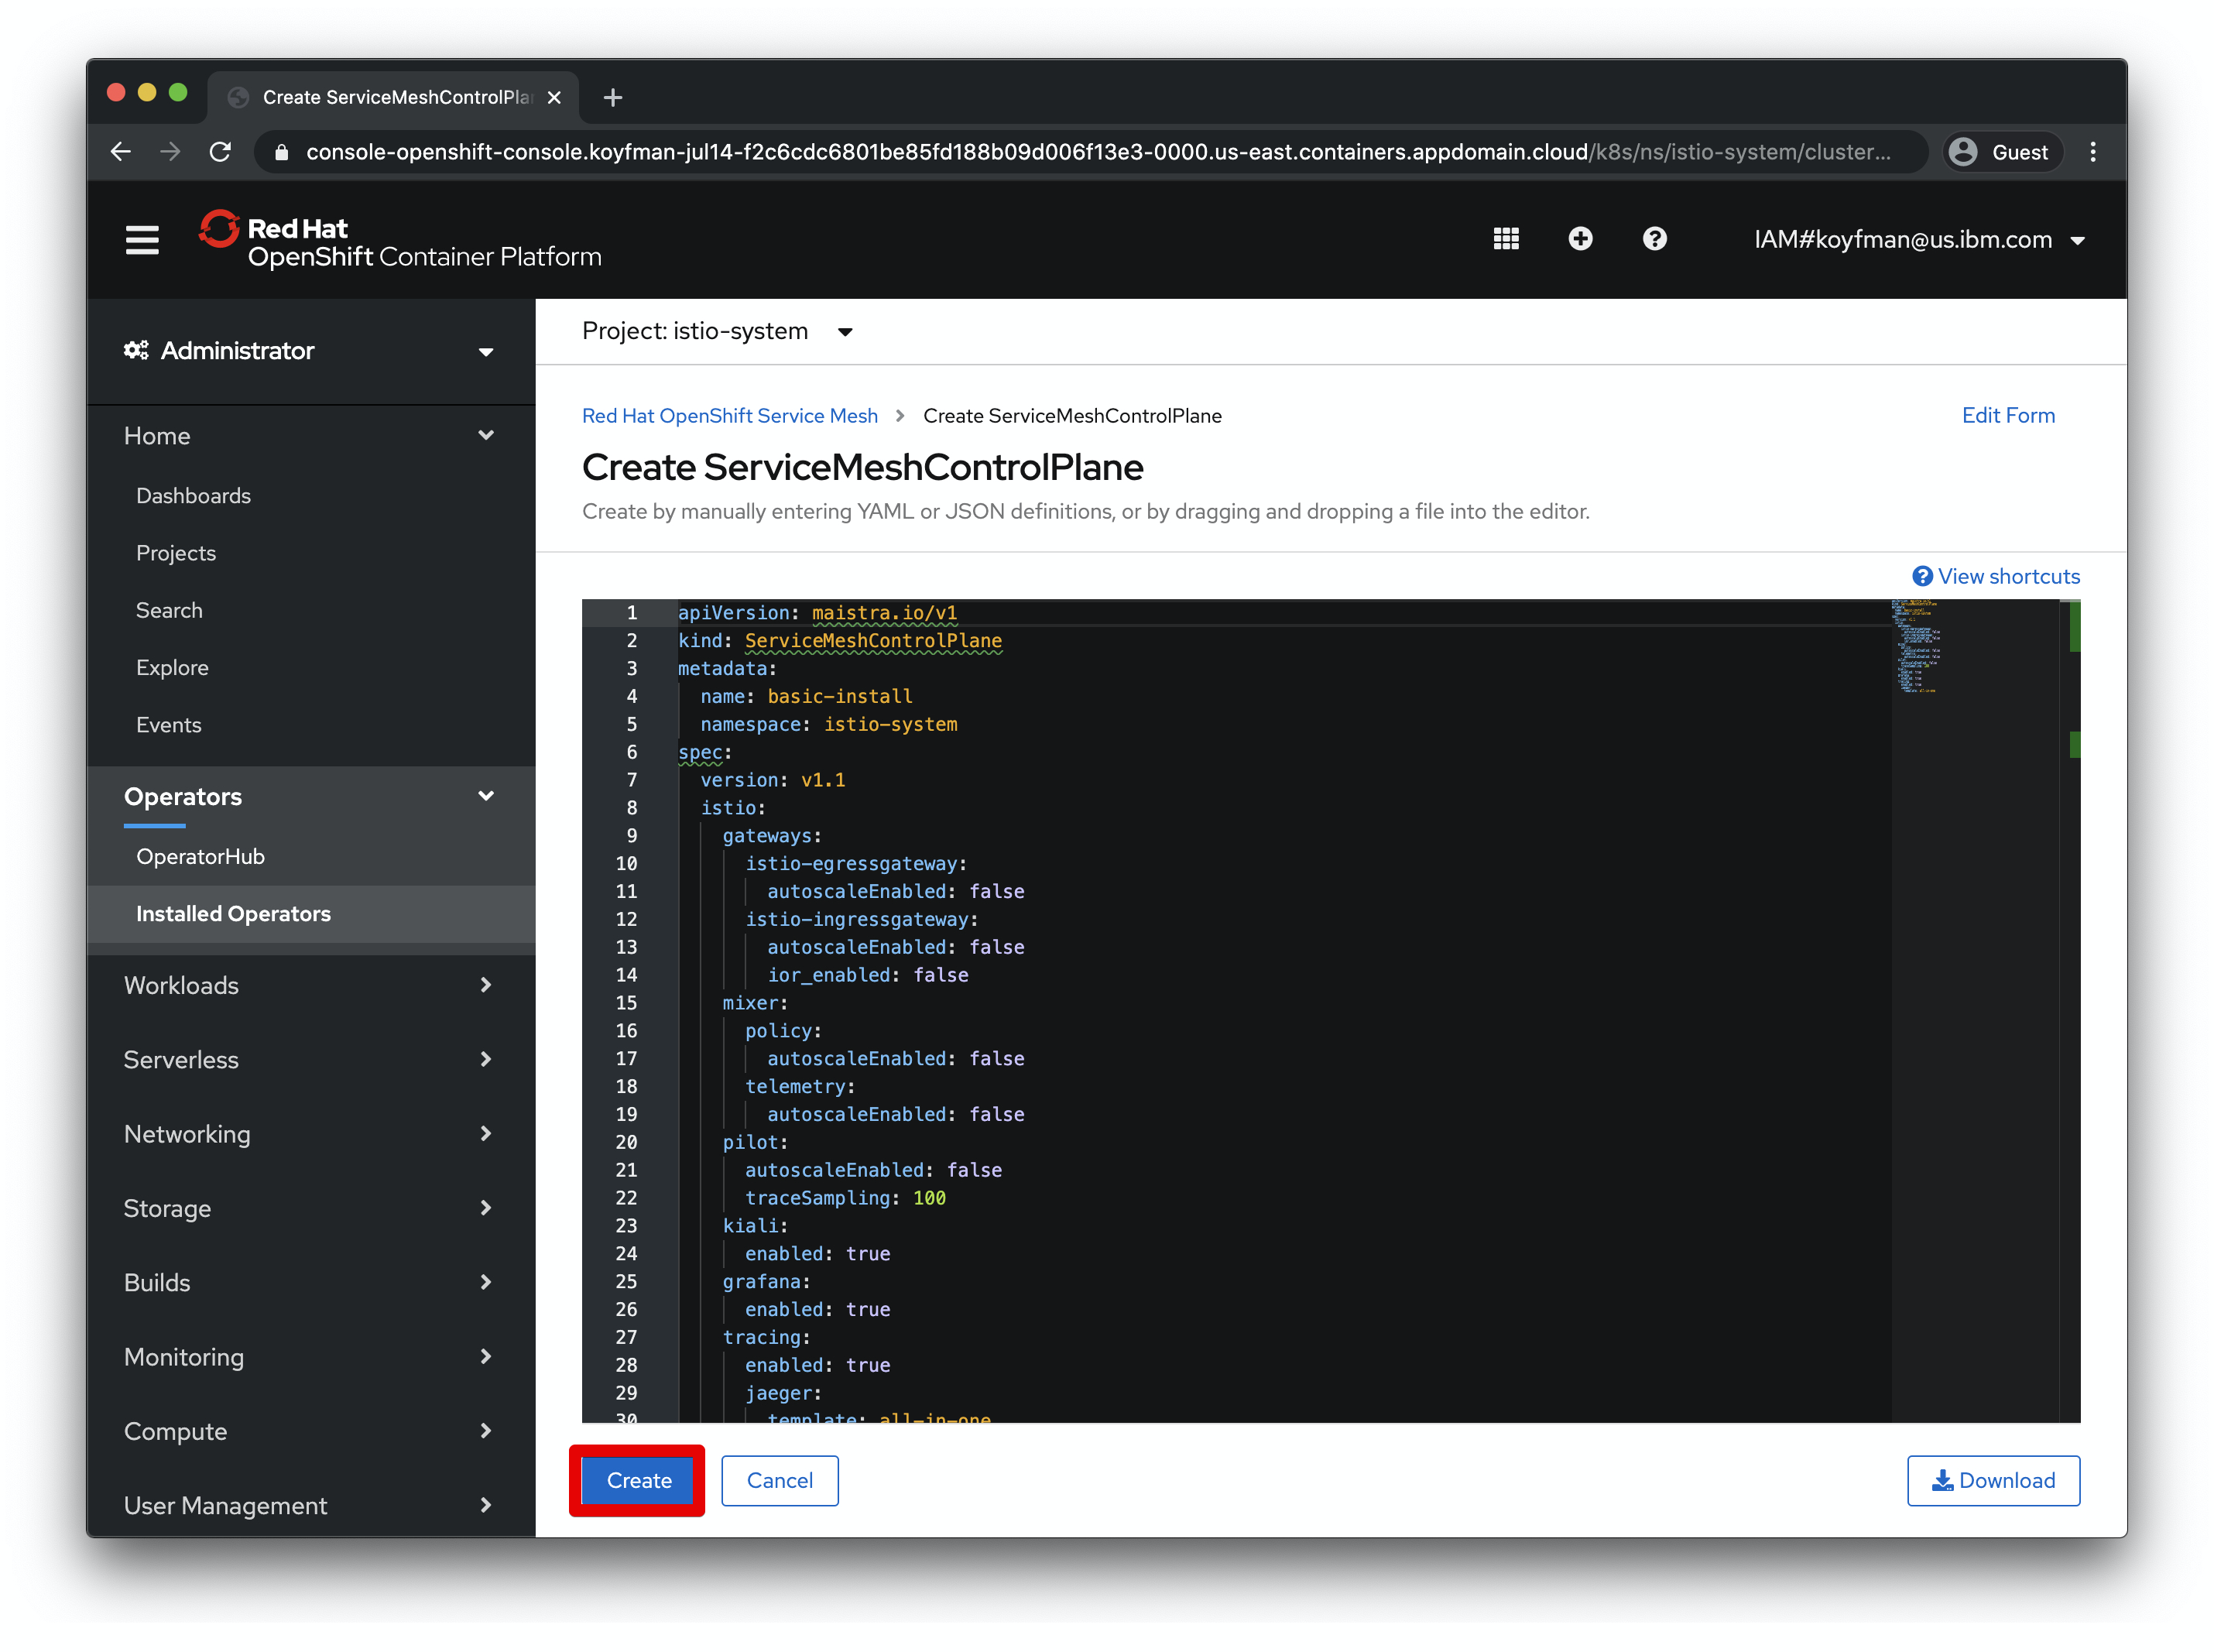 Create ServiceMeshControlPla
console-openshift-console.koyfman-jul14-f2c6cdc6801be85fd188b09d006f13e3-0000.us-east.containers.appdomain.cloud/k8s/ns/istio-system/cluster...
Guest
Red Hat
OpenShift Container Platform
IAM#koyfman@us.ibm.com
Administrator
Home
Dashboards
Projects
Search
Explore
Events
Operators
OperatorHub
Installed Operators
Workloads
Serverless
Networking
Storage
Builds
Monitoring
Compute
User Management
Project: istio-system
Red Hat OpenShift Service Mesh > Create ServiceMeshControlPlane
Edit Form
Create ServiceMeshControlPlane
Create by manually entering YAML or JSON definitions, or by dragging and dropping a file into the editor.
View shortcuts
1 apiVersion: maistra.io/v1
2 kind: ServiceMeshControlPlane
3 metadata:
4 name: basic-install
5 namespace: istio-system
6 spec:
7 version: v1.1
8 istio:
9 gateways:
10 istio-egressgateway:
11 autoscaleEnabled: false
12 istio-ingressgateway:
13 autoscaleEnabled: false
14 ior_enabled: false
15 mixer:
16 policy:
17 autoscaleEnabled: false
18 telemetry:
19 autoscaleEnabled: false
20 pilot:
21 autoscaleEnabled: false
22 traceSampling: 100
23 kiali:
24 enabled: true
25 grafana:
26 enabled: true
27 tracing:
28 enabled: true
29 jaeger:
30 template: all-in-one
Create
Cancel
Download